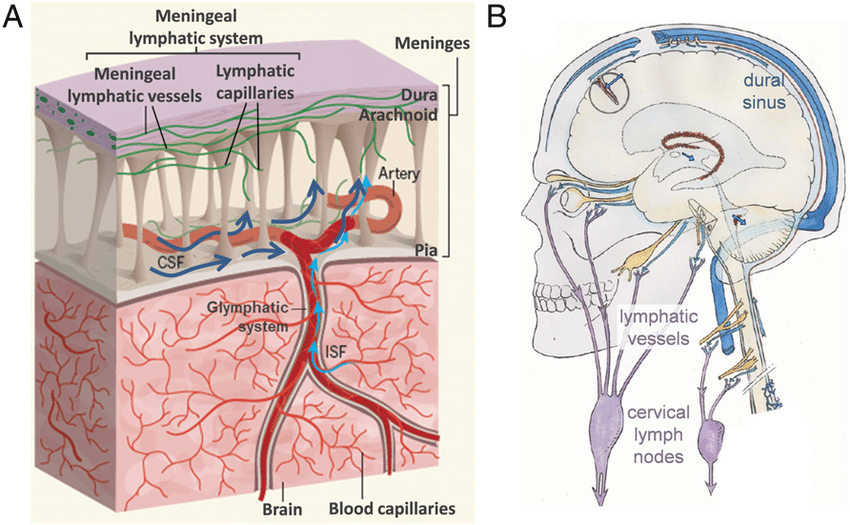 A
Meningeal
lymphatic system
Meninges
Meningeal
lymphatic vessels
Lymphatic
capillaries
Dura
Arachnoid
Artery
CSF
Pia
Glymphatic
system
ISF
Brain
Blood capillaries
B
dural
sinus
lymphatic
vessels
cervical
lymph
nodes